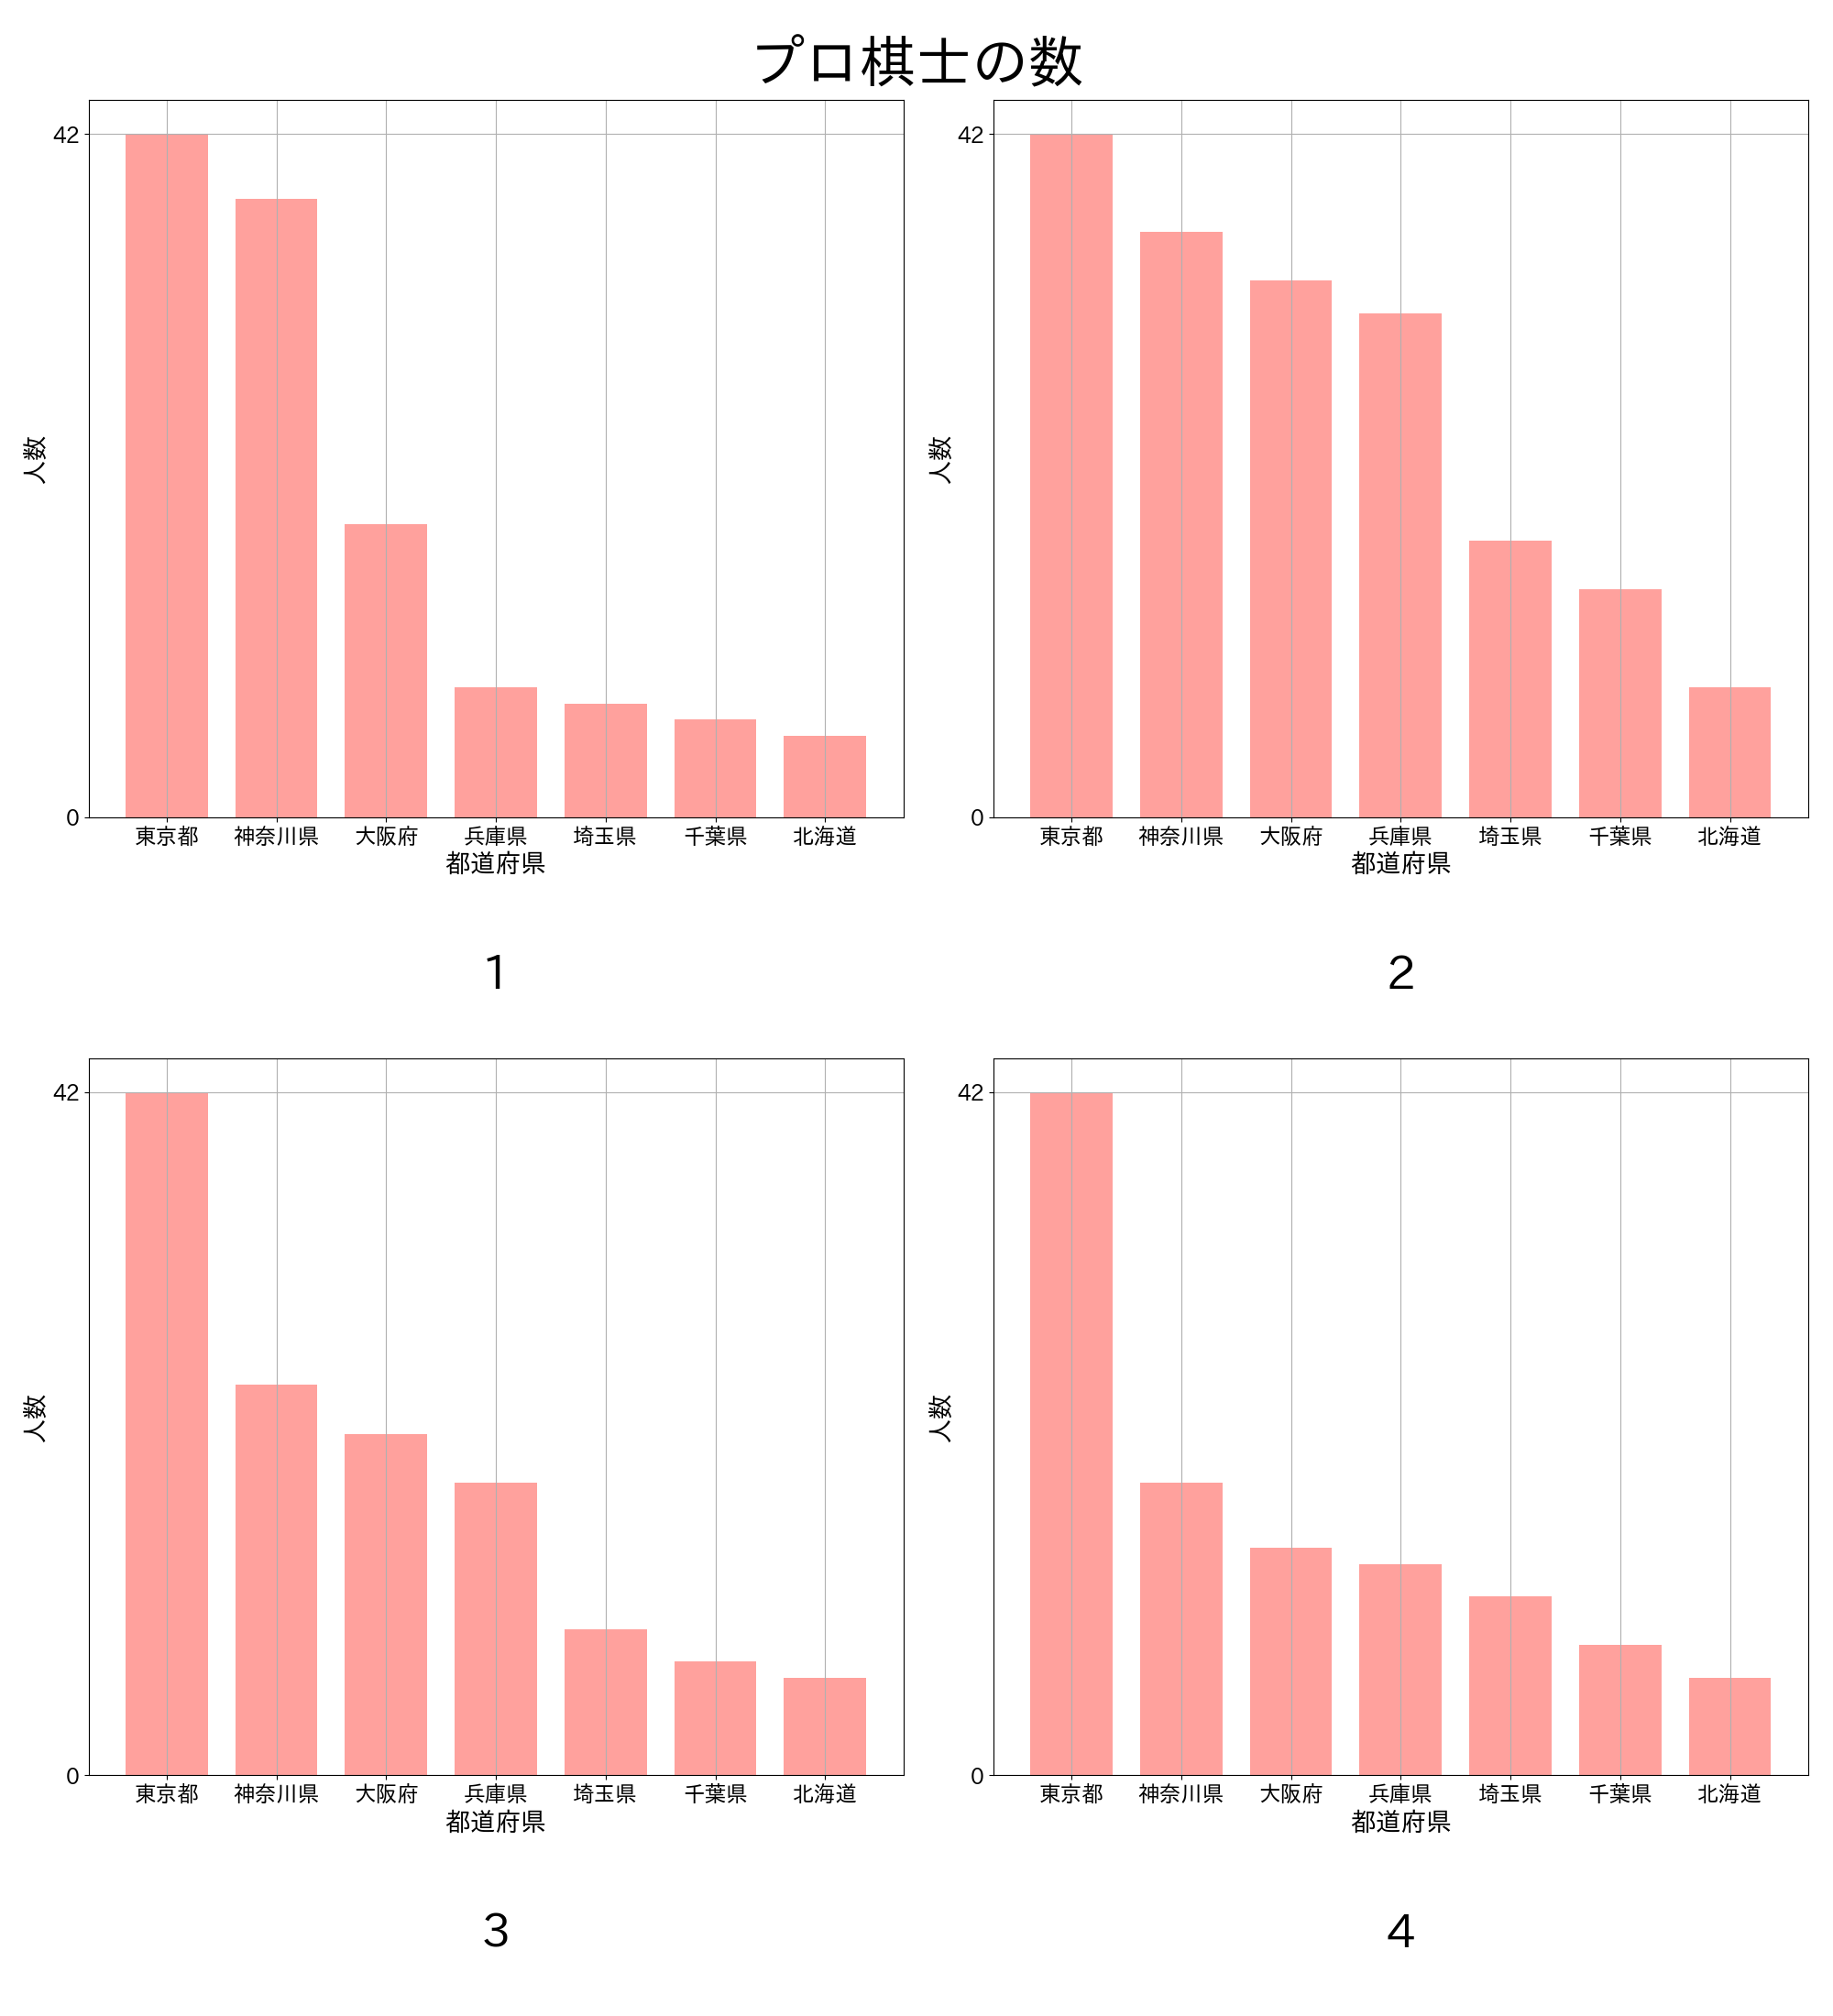 プロ棋士の数
42
0
人数
東京都 神奈川県 大阪府 兵庫県 埼玉県 千葉県 北海道
都道府県
1
42
0
人数
東京都 神奈川県 大阪府 兵庫県 埼玉県 千葉県 北海道
都道府県
2
42
0
人数
東京都 神奈川県 大阪府 兵庫県 埼玉県 千葉県 北海道
都道府県
3
42
0
人数
東京都 神奈川県 大阪府 兵庫県 埼玉県 千葉県 北海道
都道府県
4